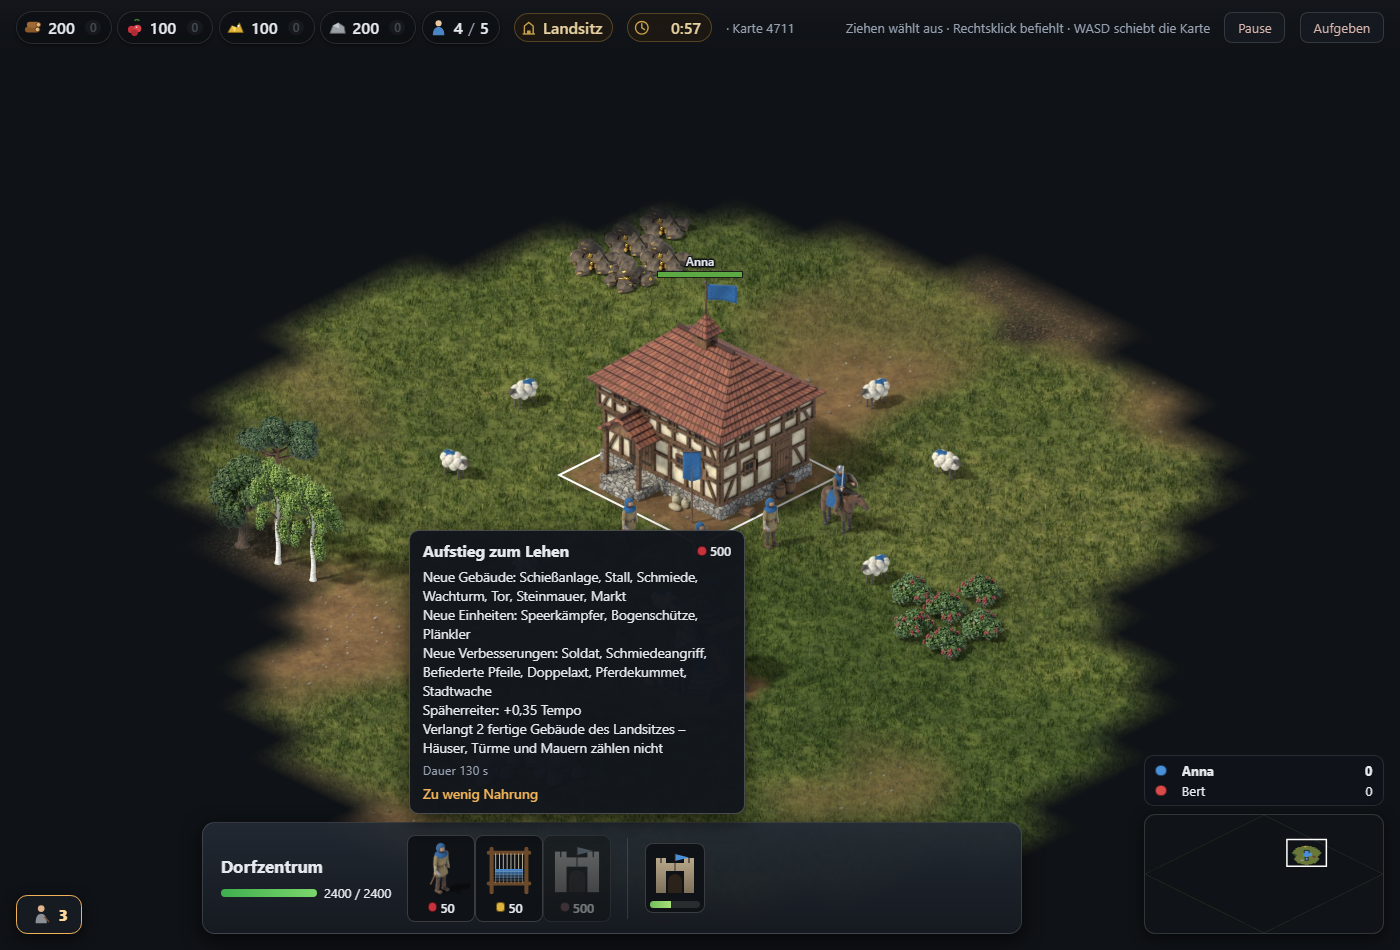 200 0 100 0 100 0 200 0 4 / 5 Landsitz 0:57 · Karte 4711 Ziehen wählt aus · Rechtsklick befiehlt · WASD schiebt die Karte Pause Aufgeben
Anna
Aufstieg zum Lehen 500
Neue Gebäude: Schießanlage, Stall, Schmiede,
Wachturm, Tor, Steinmauer, Markt
Neue Einheiten: Speerkämpfer, Bogenschütze,
Plänkler
Neue Verbesserungen: Soldat, Schmiedeangriff,
Befiederte Pfeile, Doppelaxt, Pferdekummet,
Stadtwache
Späherreiter: +0,35 Tempo
Verlangt 2 fertige Gebäude des Landsitzes –
Häuser, Türme und Mauern zählen nicht
Dauer 130 s
Zu wenig Nahrung
Anna 0
Bert 0
Dorfzentrum
2400 / 2400
50 50 500
3